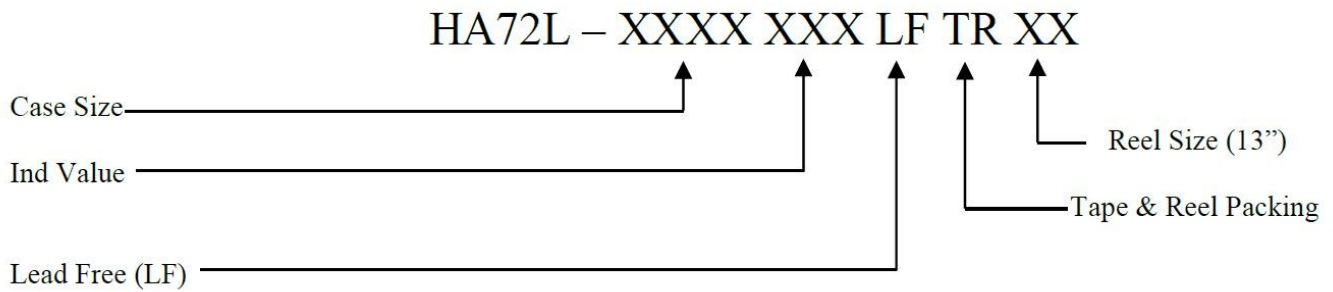 HA72L – XXXX XXX LF TR XX
Case Size
Reel Size (13”)
Ind Value
Tape & Reel Packing
Lead Free (LF)